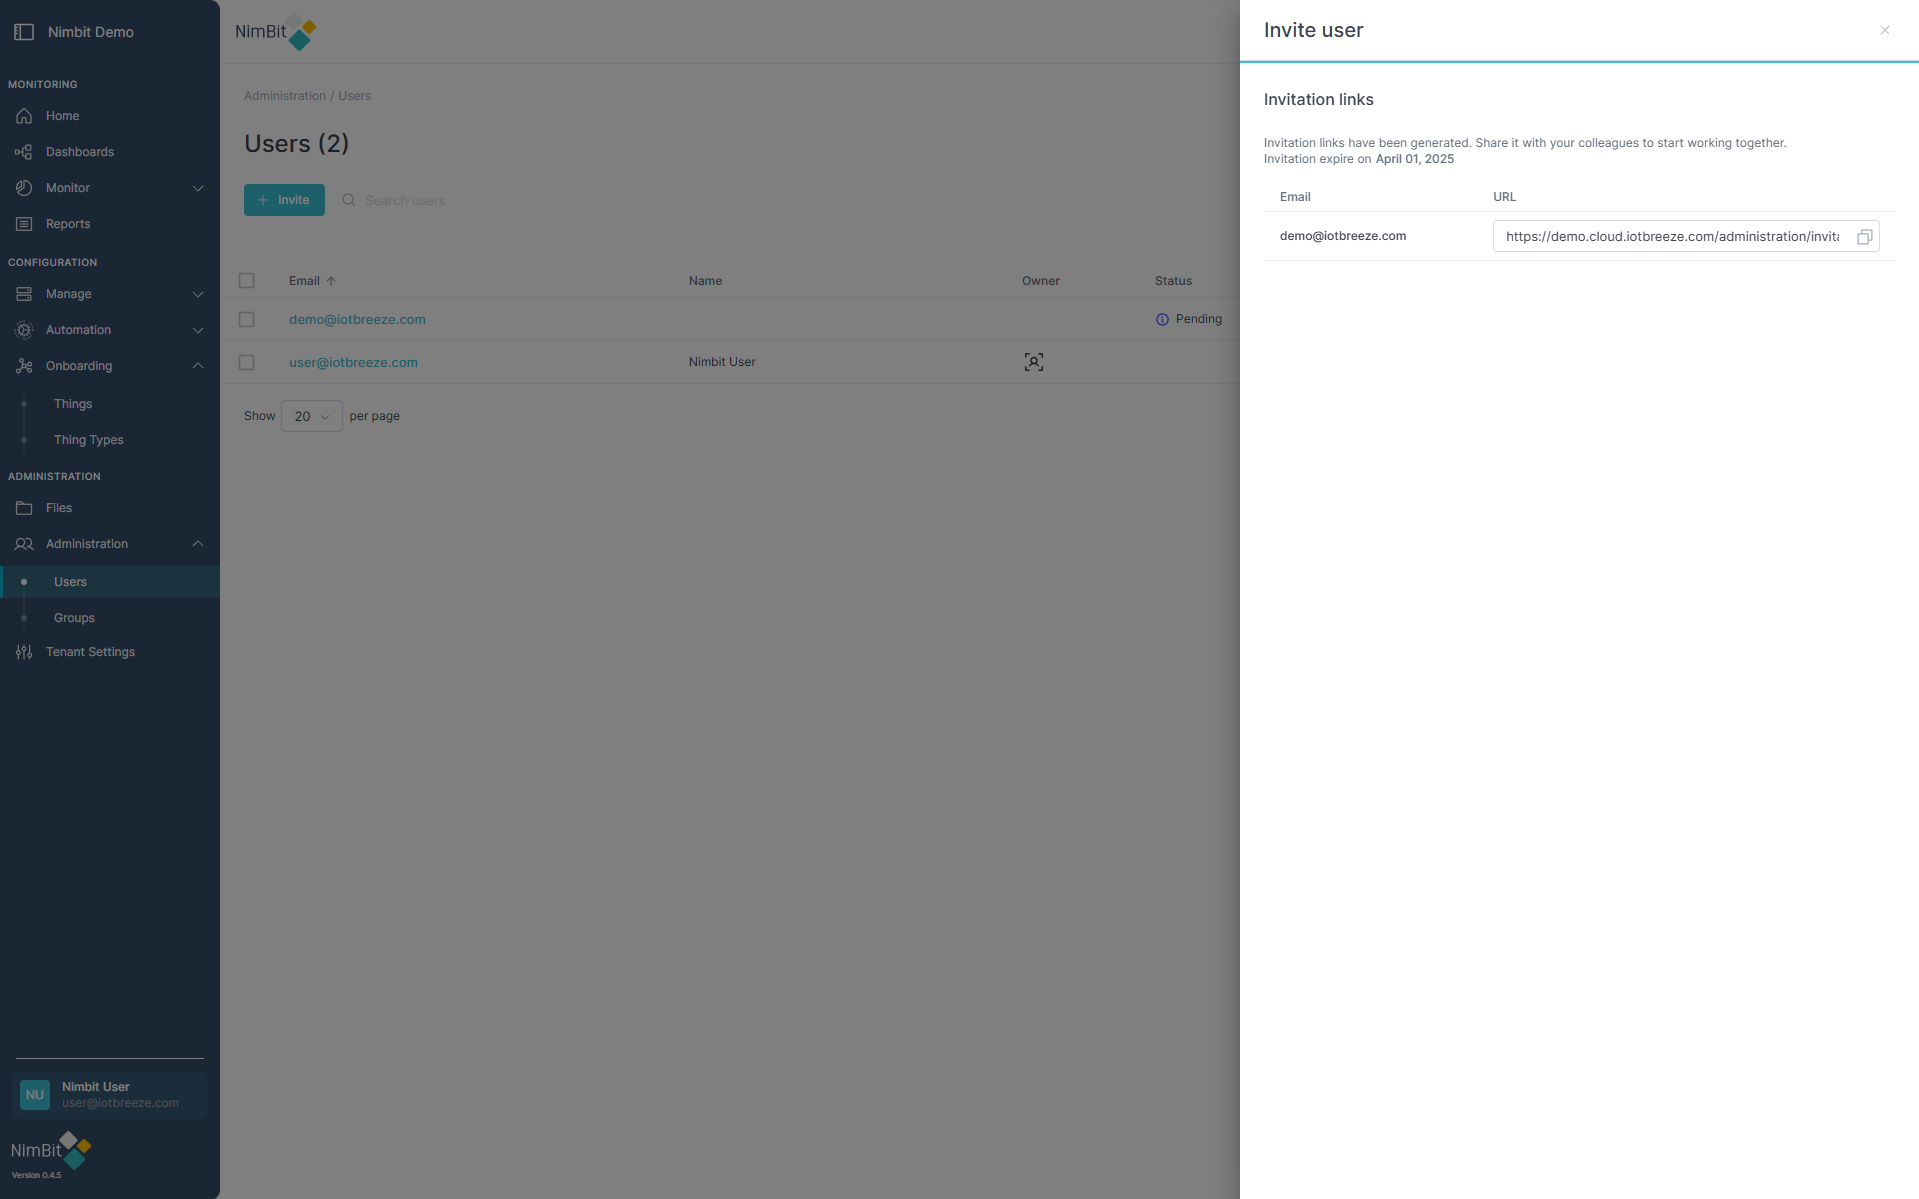 Nimbit Demo
MONITORING
Home
Dashboards
Monitor
Reports
CONFIGURATION
Manage
Automation
Onboarding
Things
Thing Types
ADMINISTRATION
Files
Administration
Users
Groups
Tenant Settings
NU
Nimbit User
user@iotbreeze.com
NimBit
Version 0.4.5
NimBit
Administration / Users
Users (2)
+ Invite
Search users
Email ↑ Name Owner Status
demo@iotbreeze.com Pending
user@iotbreeze.com Nimbit User
Show 20 per page
Invite user
Invitation links
Invitation links have been generated. Share it with your colleagues to start working together.
Invitation expire on April 01, 2025
Email URL
demo@iotbreeze.com https://demo.cloud.iotbreeze.com/administration/invit